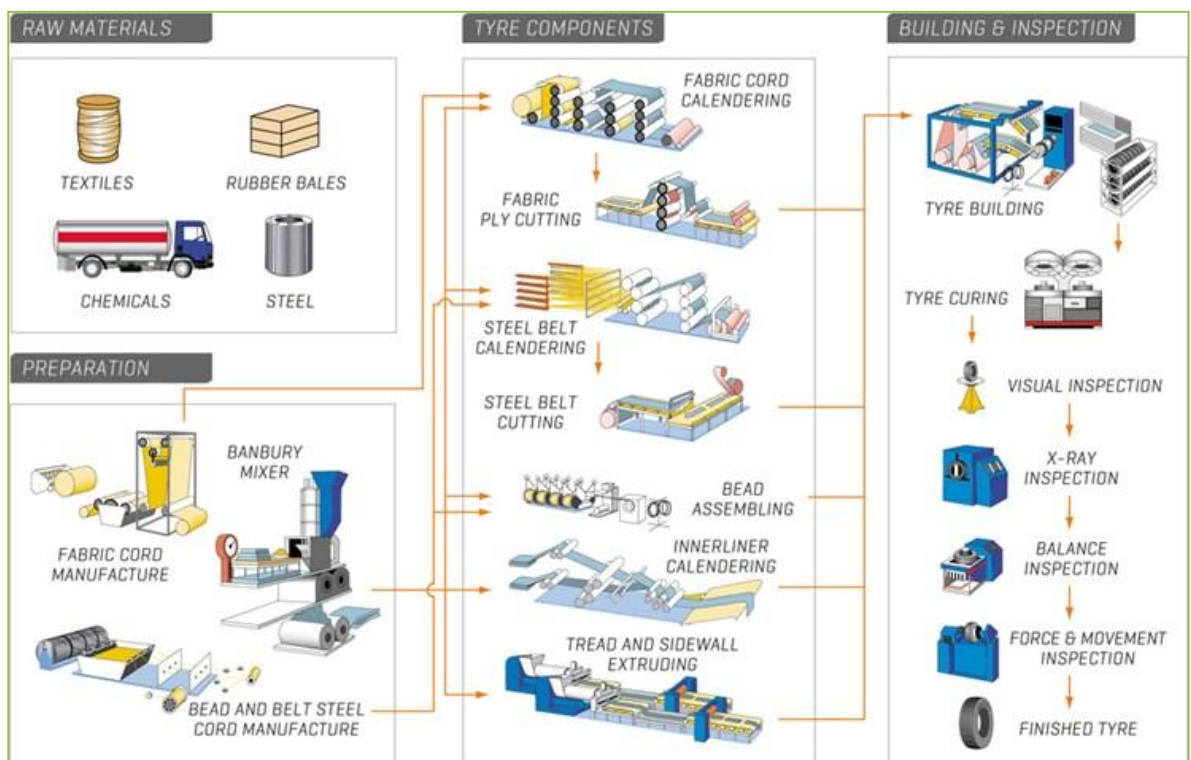 RAW MATERIALS
TEXTILES
RUBBER BALES
CHEMICALS
STEEL
PREPARATION
FABRIC CORD
MANUFACTURE
BANBURY
MIXER
BEAD AND BELT STEEL
CORD MANUFACTURE
TYRE COMPONENTS
FABRIC CORD
CALENDERING
FABRIC
PLY CUTTING
STEEL BELT
CALENDERING
STEEL BELT
CUTTING
BEAD
ASSEMBLING
INNERLINER
CALENDERING
TREAD AND SIDEWALL
EXTRUDING
BUILDING & INSPECTION
TYRE BUILDING
TYRE CURING
VISUAL INSPECTION
X-RAY
INSPECTION
BALANCE
INSPECTION
FORCE & MOVEMENT
INSPECTION
FINISHED TYRE